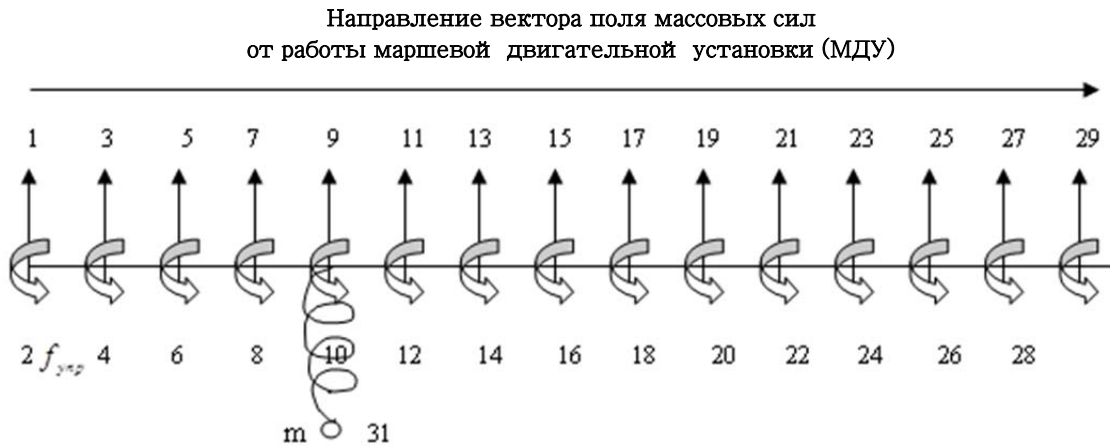 Направление вектора поля массовых сил
от работы маршевой двигательной установки (МДУ)
1 3 5 7 9 11 13 15 17 19 21 23 25 27 29
2 fупр 4 6 8 10 12 14 16 18 20 22 24 26 28
m 31